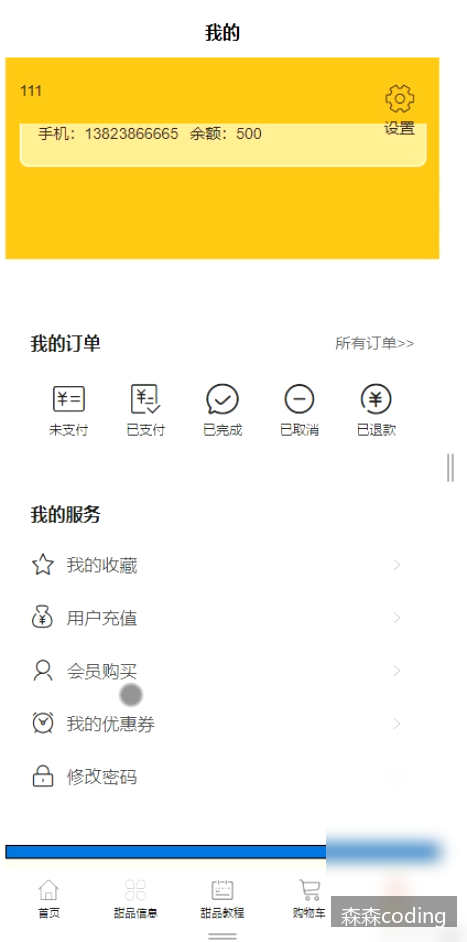 我的
111
设置
手机：13823866665 余额：500
我的订单
所有订单>>
未支付 已支付 已完成 已取消 已退款
我的服务
我的收藏
用户充值
会员购买
我的优惠券
修改密码
首页 甜品信息 甜品教程 购物车
森森coding